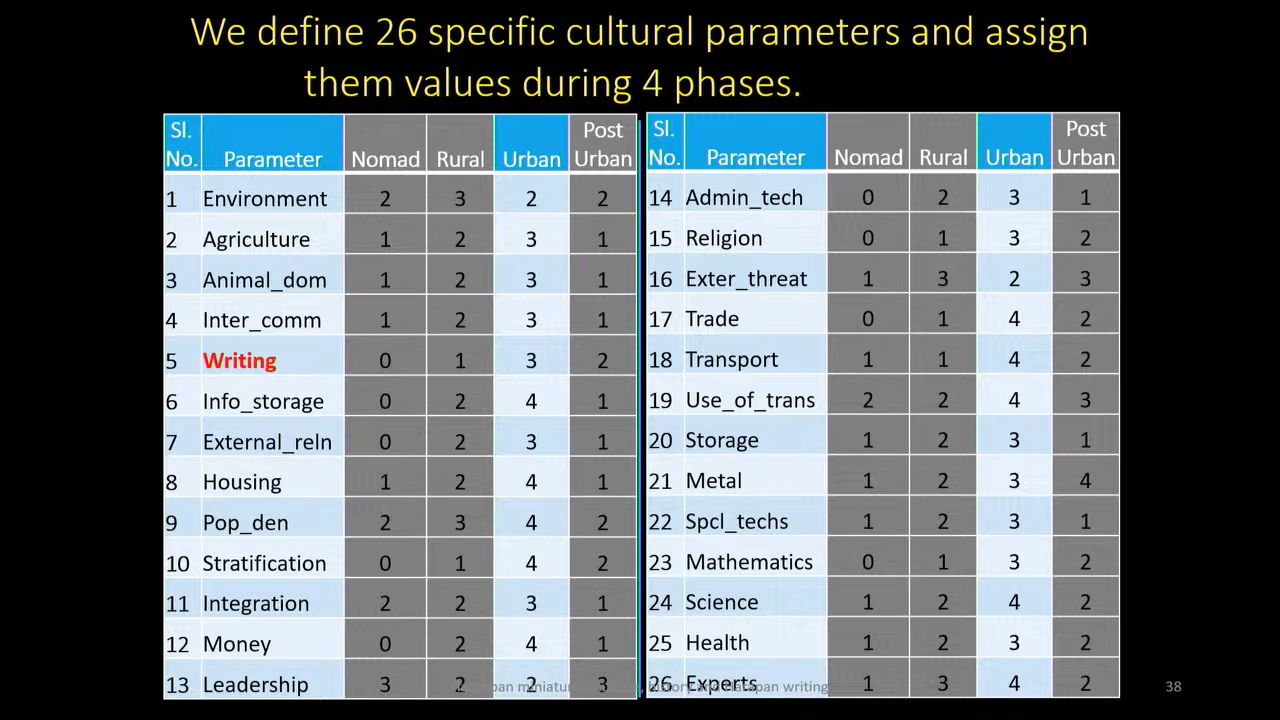 We define 26 specific cultural parameters and assign
them values during 4 phases.
Sl. No. Parameter Nomad Rural Urban Post Urban
1 Environment 2 3 2 2
2 Agriculture 1 2 3 1
3 Animal_dom 1 2 3 1
4 Inter_comm 1 2 3 1
5 Writing 0 1 3 2
6 Info_storage 0 2 4 1
7 External_reln 0 2 3 1
8 Housing 1 2 4 1
9 Pop_den 2 3 4 2
10 Stratification 0 1 4 2
11 Integration 2 2 3 1
12 Money 0 2 4 1
13 Leadership 3 2 2 3
Sl. No. Parameter Nomad Rural Urban Post Urban
14 Admin_tech 0 2 3 1
15 Religion 0 1 3 2
16 Exter_threat 1 3 2 3
17 Trade 0 1 4 2
18 Transport 1 1 4 2
19 Use_of_trans 2 2 4 3
20 Storage 1 2 3 1
21 Metal 1 2 3 4
22 Spcl_techs 1 2 3 1
23 Mathematics 0 1 3 2
24 Science 1 2 4 2
25 Health 1 2 3 2
26 Experts 1 3 4 2
history writing
38